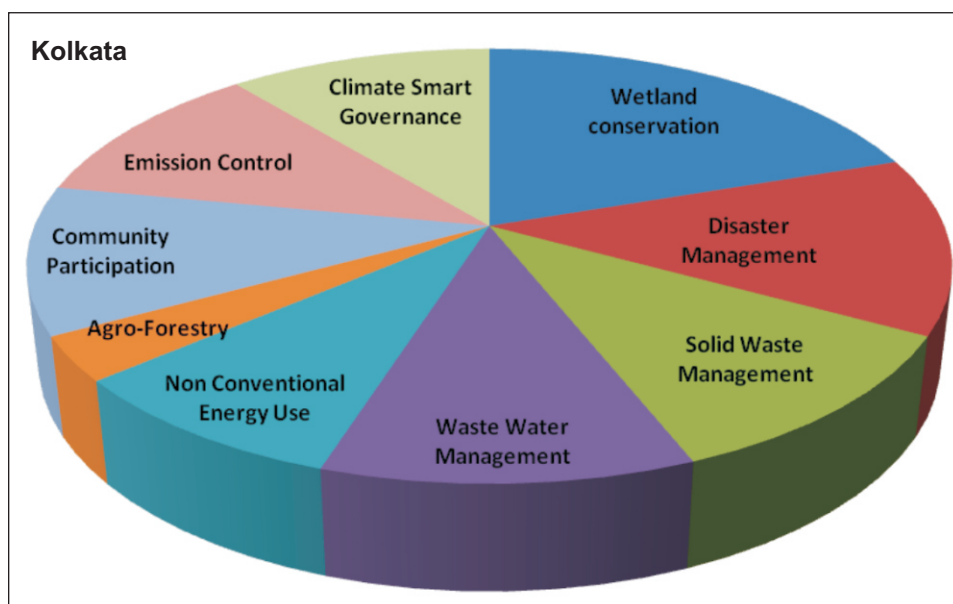 Kolkata
Climate Smart
Governance
Wetland
conservation
Emission Control
Disaster
Management
Community
Participation
Agro-Forestry
Solid Waste
Management
Non Conventional
Energy Use
Waste Water
Management